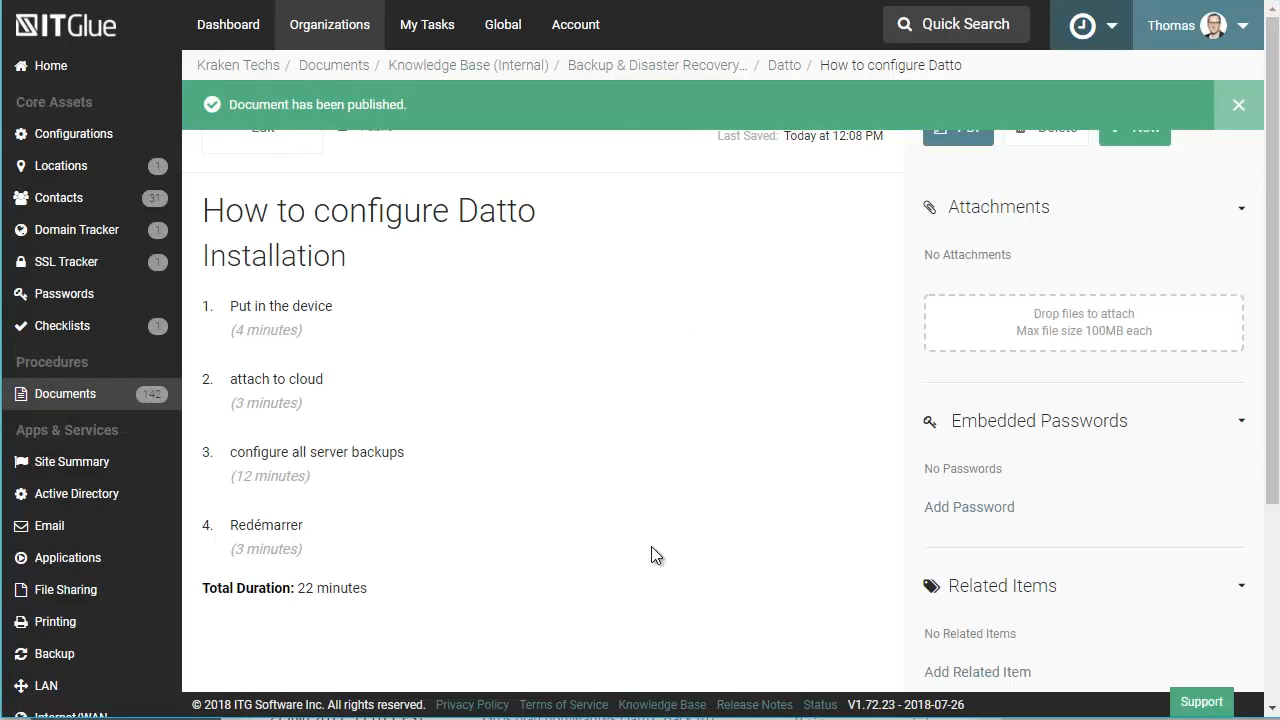 ITGlue
Dashboard Organizations My Tasks Global Account Quick Search Thomas
Kraken Techs / Documents / Knowledge Base (Internal) / Backup & Disaster Recovery... / Datto / How to configure Datto
Document has been published.
Home
Core Assets
Configurations
Locations 1
Contacts 31
Domain Tracker 1
SSL Tracker 1
Passwords
Checklists 1
Procedures
Documents 142
Apps & Services
Site Summary
Active Directory
Email
Applications
File Sharing
Printing
Backup
LAN
Internet/WAN
Edit
Last Saved: Today at 12:08 PM
PDF Delete New
How to configure Datto
Installation
1. Put in the device
(4 minutes)
2. attach to cloud
(3 minutes)
3. configure all server backups
(12 minutes)
4. Redémarrer
(3 minutes)
Total Duration: 22 minutes
Attachments
No Attachments
Drop files to attach
Max file size 100MB each
Embedded Passwords
No Passwords
Add Password
Related Items
No Related Items
Add Related Item
© 2018 ITG Software Inc. All rights reserved. Privacy Policy Terms of Service Knowledge Base Release Notes Status V1.72.23 - 2018-07-26
Support